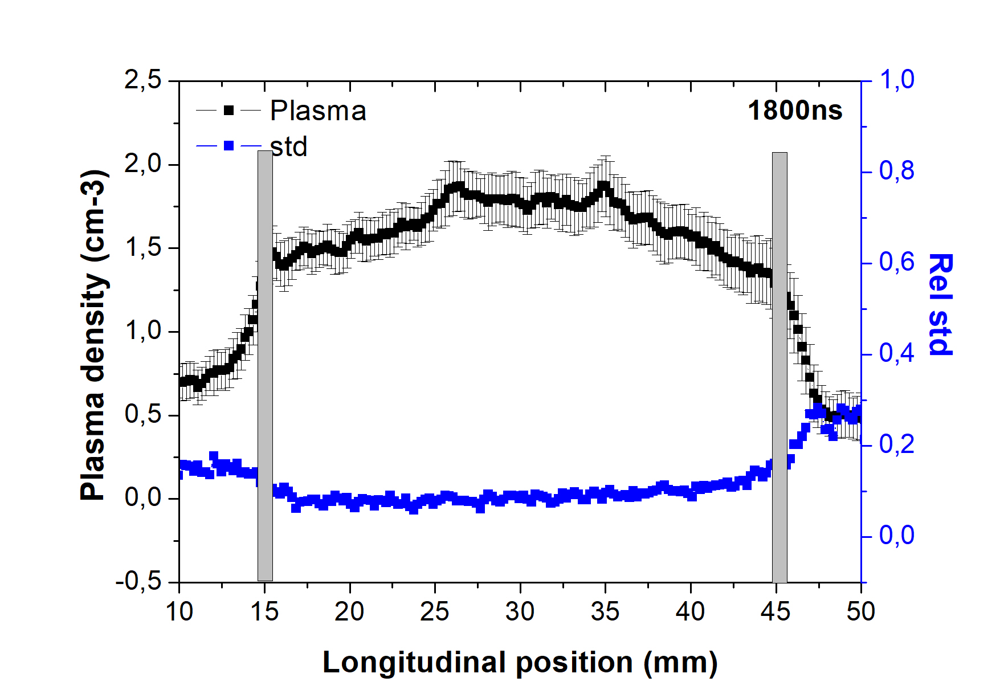 2,5
2,0
1,5
1,0
0,5
0,0
-0,5
Plasma density (cm-3)
Plasma
std
1800ns
1,0
0,8
0,6
0,4
0,2
0,0
Rel std
10 15 20 25 30 35 40 45 50
Longitudinal position (mm)